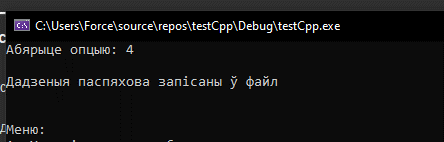 C:\Users\Force\source\repos\testCpp\Debug\testCpp.exe
Абярыце опцыю: 4
Дадзеныя паспяхова запісаны ў файл
Меню: